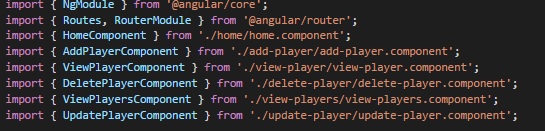 import { NgModule } from '@angular/core';
import { Routes, RouterModule } from '@angular/router';
import { HomeComponent } from './home/home.component';
import { AddPlayerComponent } from './add-player/add-player.component';
import { ViewPlayerComponent } from './view-player/view-player.component';
import { DeletePlayerComponent } from './delete-player/delete-player.component';
import { ViewPlayersComponent } from './view-players/view-players.component';
import { UpdatePlayerComponent } from './update-player/update-player.component';